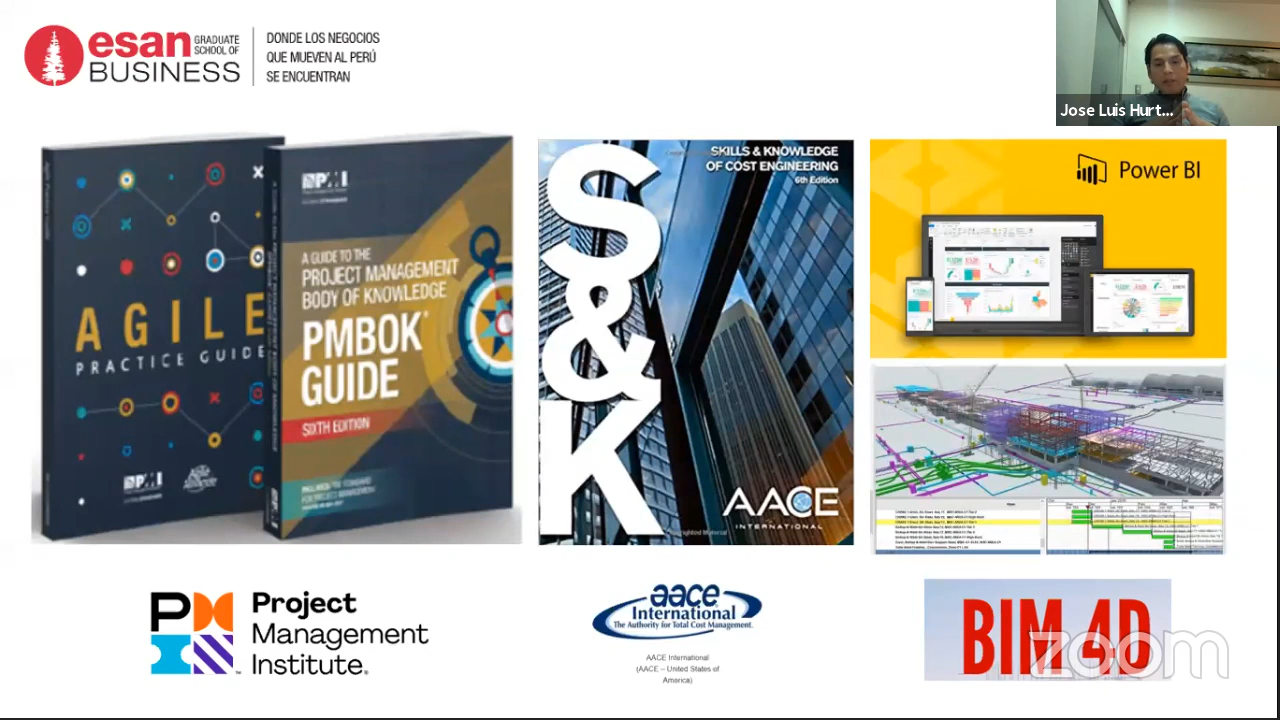 esan
GRADUATE
SCHOOL OF
BUSINESS
DONDE LOS NEGOCIOS
QUE MUEVEN AL PERÚ
SE ENCUENTRAN
Jose Luis Hurt...
AGILE
PRACTICE GUIDE
PMI
PMI
A GUIDE TO THE
PROJECT MANAGEMENT
BODY OF KNOWLEDGE
PMBOK®
GUIDE
SIXTH EDITION
SKILLS & KNOWLEDGE
OF COST ENGINEERING
6th Edition
S&K
AACE
INTERNATIONAL
Power BI
Project
Management
Institute®
aace
International
The Authority for Total Cost Management.
AACE International
(AACE – United States of
America)
BIM 4D
zoom